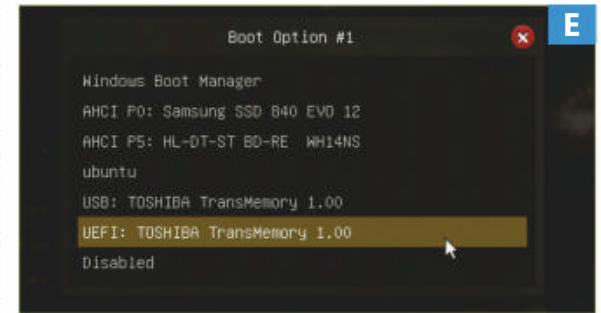 E
Boot Option #1
Windows Boot Manager
AHCI P0: Samsung SSD 840 EVO 12
AHCI P5: HL-DT-ST BD-RE WH14NS
ubuntu
USB: TOSHIBA TransMemory 1.00
UEFI: TOSHIBA TransMemory 1.00
Disabled